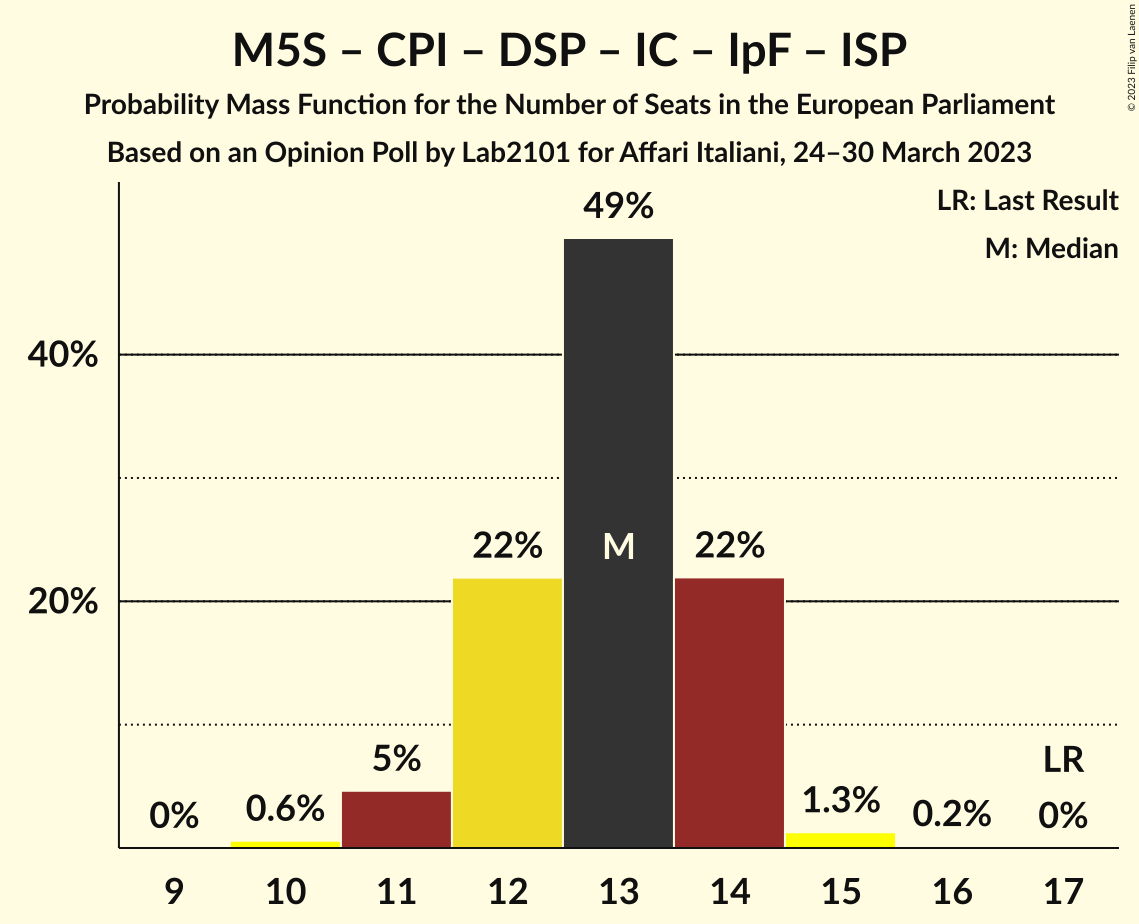 M5S – CPI – DSP – IC – IpF – ISP
Probability Mass Function for the Number of Seats in the European Parliament
Based on an Opinion Poll by Lab2101 for Affari Italiani, 24–30 March 2023
© 2023 Filip van Laenen
LR: Last Result
M: Median
49%
40%
22%
M
22%
20%
5%
LR
0%
0.6%
1.3%
0.2%
0%
9 10 11 12 13 14 15 16 17